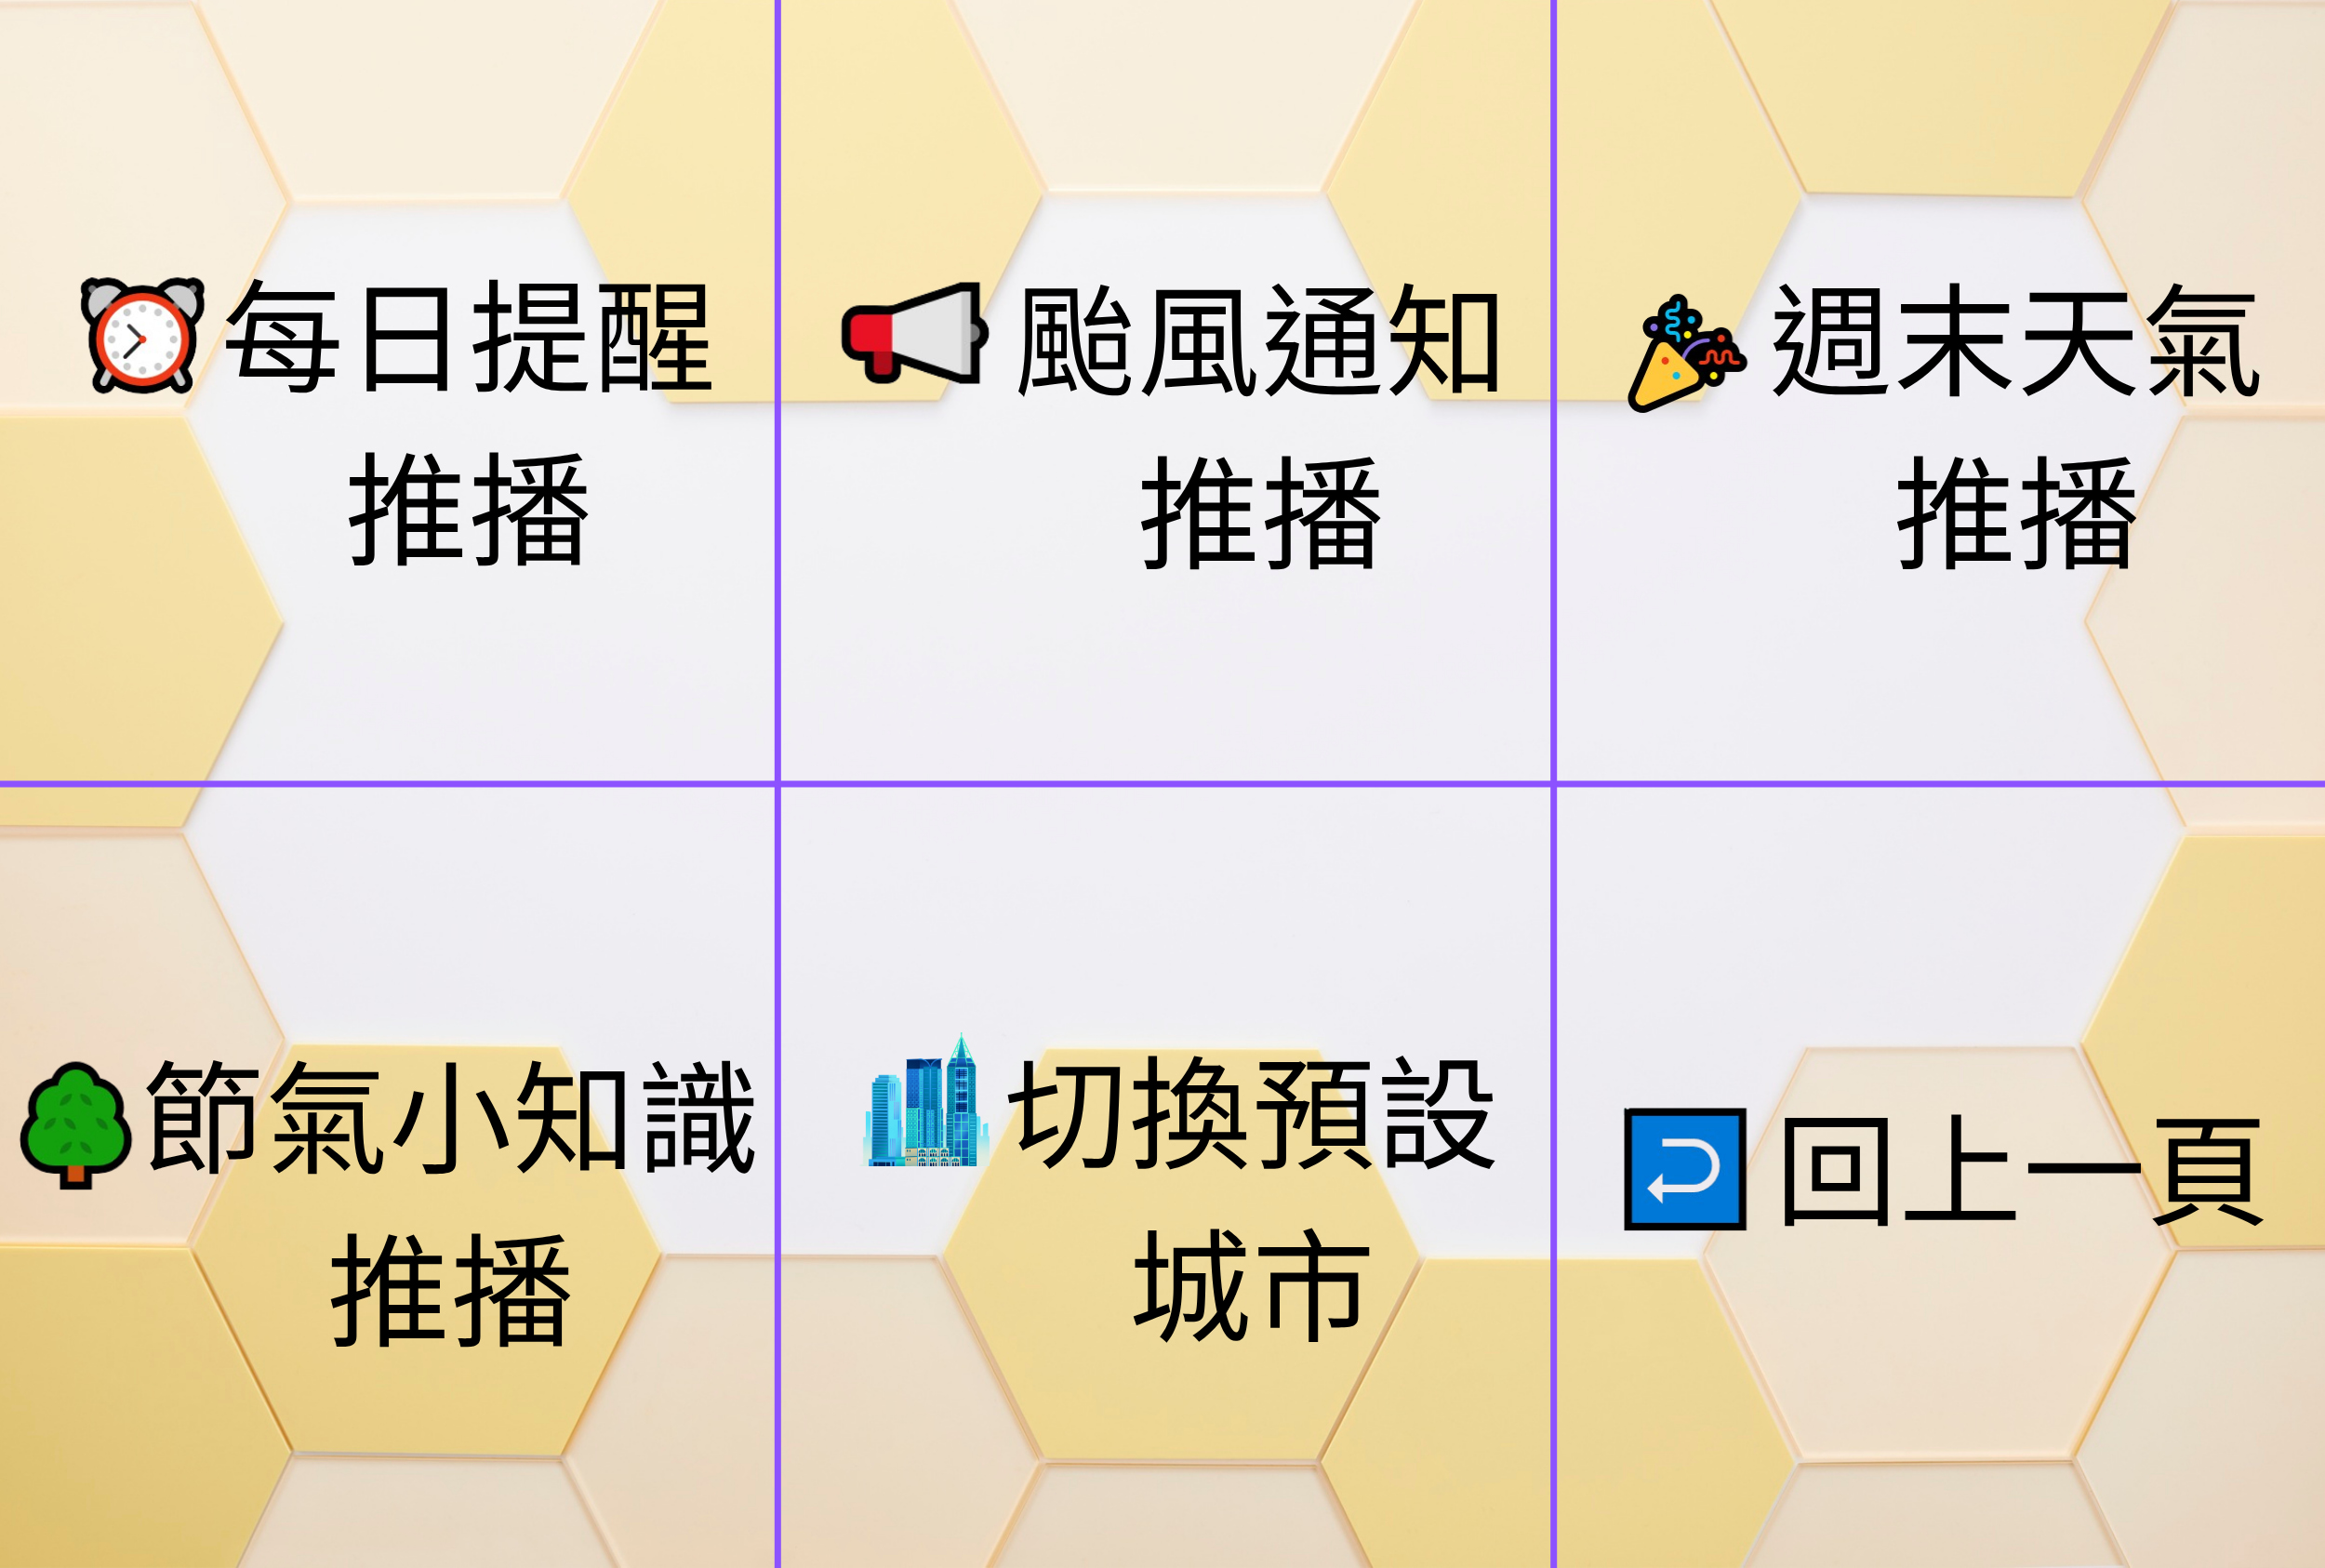 每日提醒
推播
颱風通知
推播
週末天氣
推播
節氣小知識
推播
切換預設
城市
回上一頁